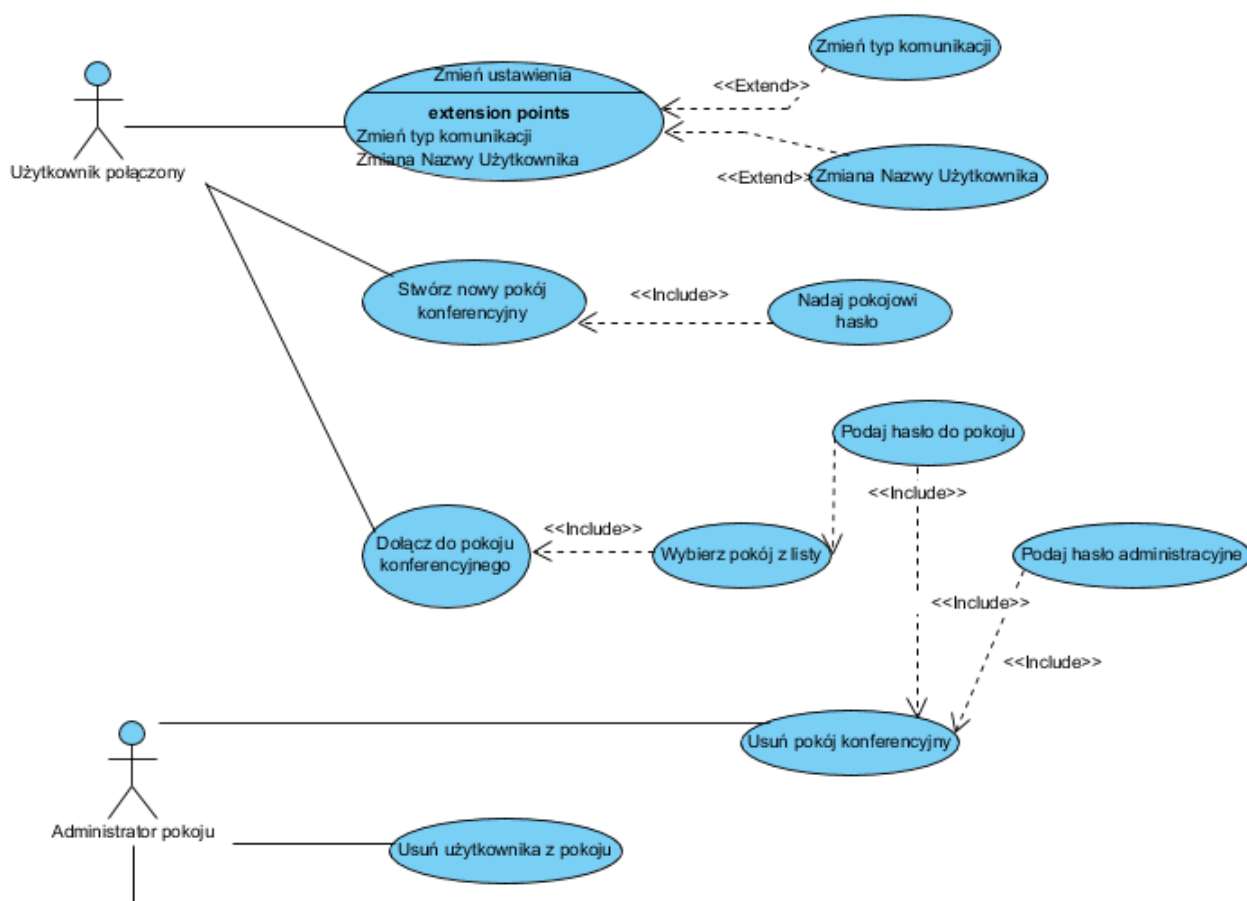 Zmień typ komunikacji
Zmień ustawienia
<<Extend>>
extension points
Zmień typ komunikacji
Zmiana Nazwy Użytkownika
Użytkownik połączony
<<Extend>>
Zmiana Nazwy Użytkownika
Stwórz nowy pokój
konferencyjny
<<Include>>
Nadaj pokojowi
hasło
Podaj hasło do pokoju
<<Include>>
Dołącz do pokoju
konferencyjnego
<<Include>>
Wybierz pokój z listy
Podaj hasło administracyjne
<<Include>>
<<Include>>
Usuń pokój konferencyjny
Administrator pokoju
Usuń użytkownika z pokoju